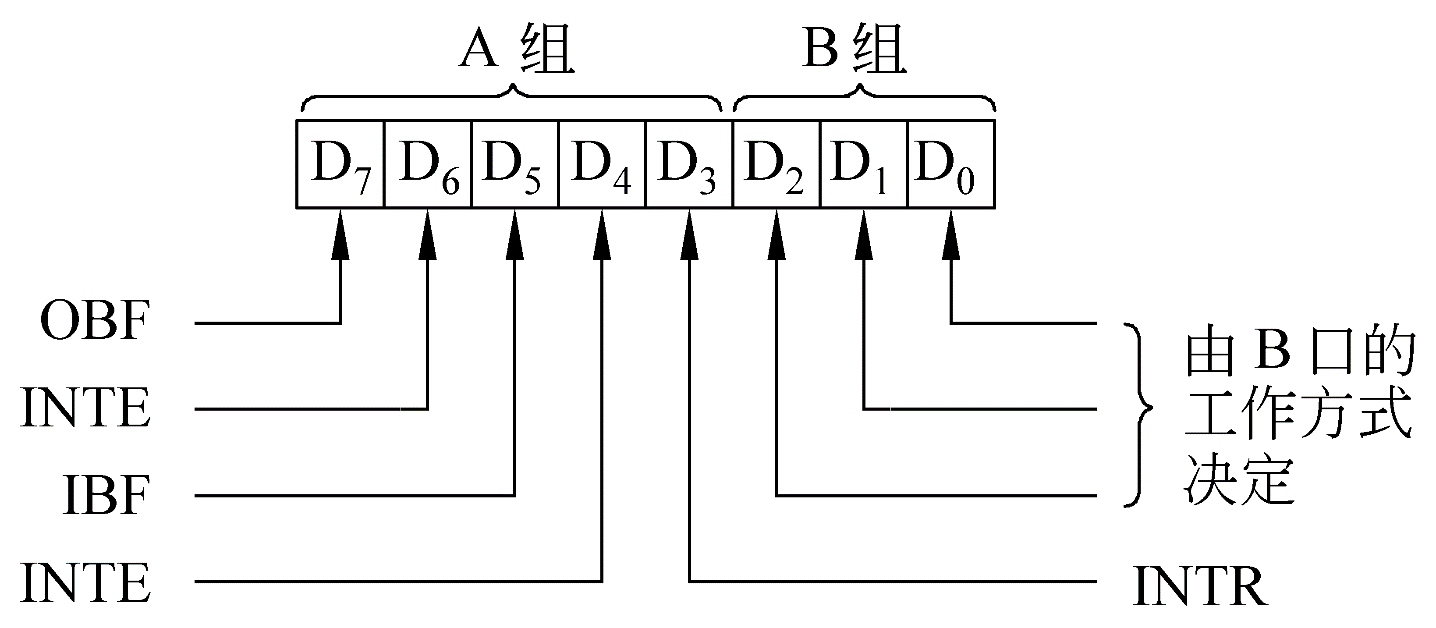 A 组 B 组
D7 D6 D5 D4 D3 D2 D1 D0
OBF
INTE
IBF
INTE
由 B 口的
工作方式
决定
INTR